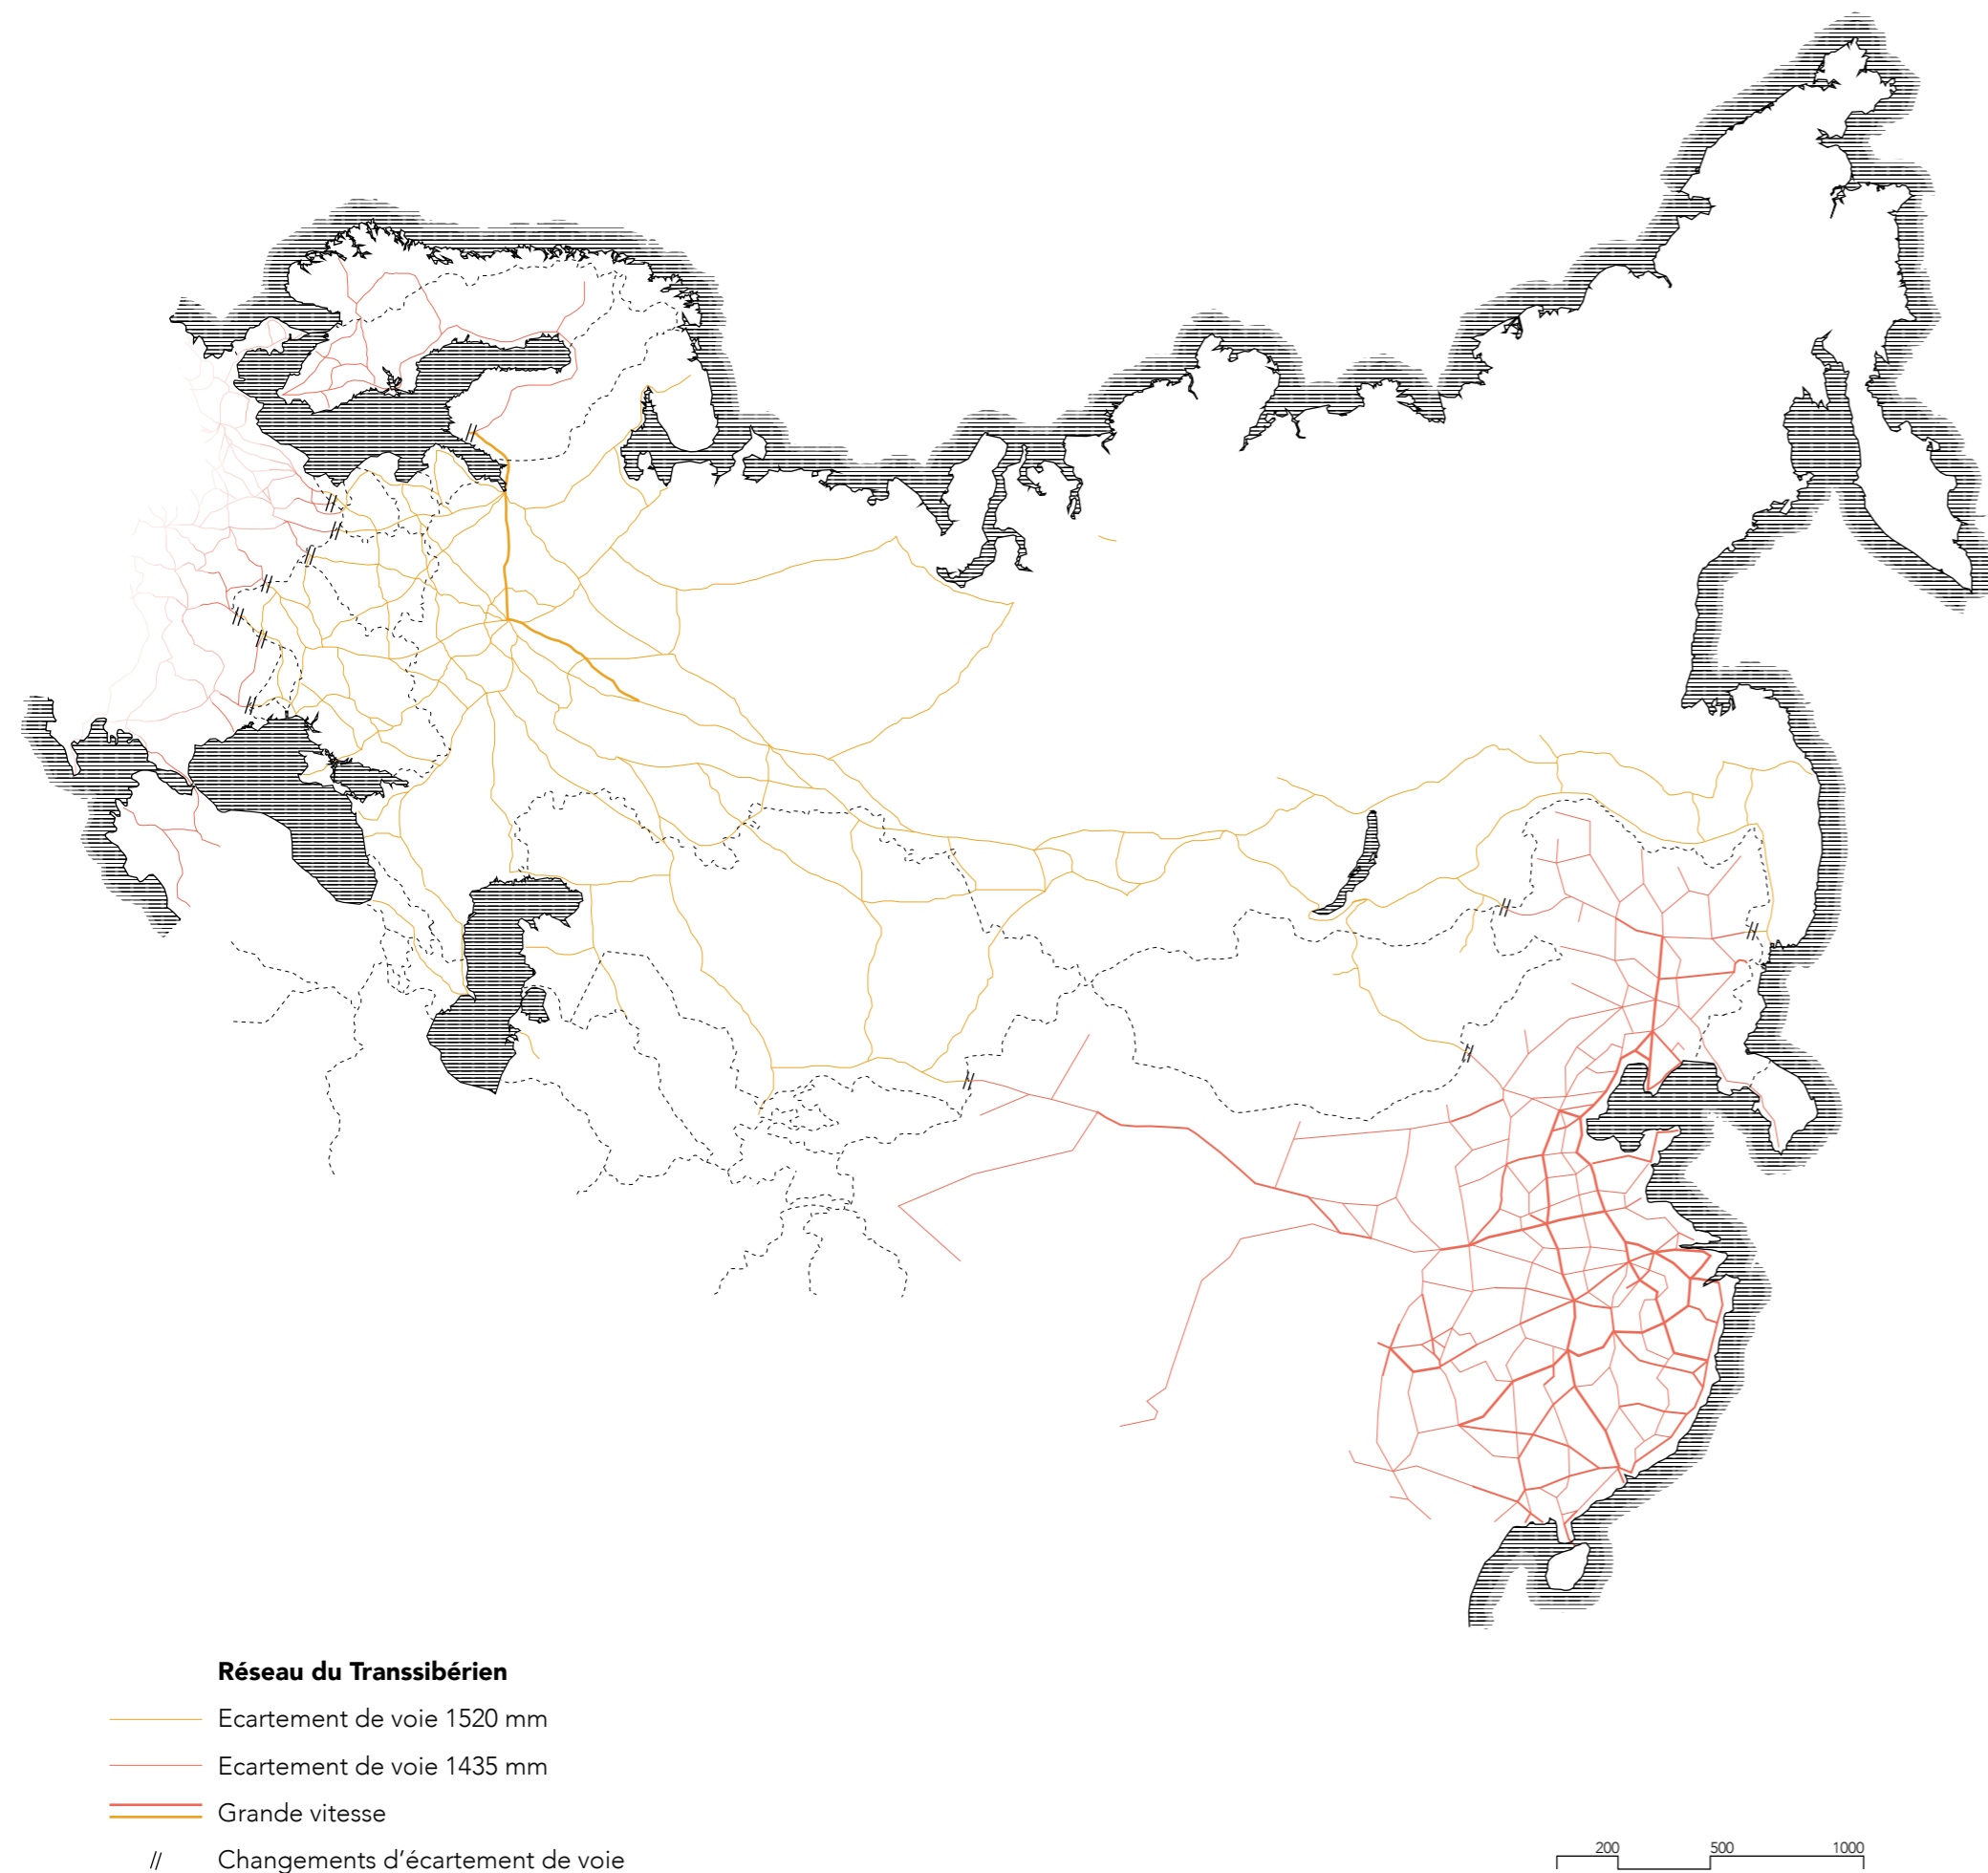 Réseau du Transsibérien
Ecartement de voie 1520 mm
Ecartement de voie 1435 mm
Grande vitesse
// Changements d'écartement de voie
200 500 1000